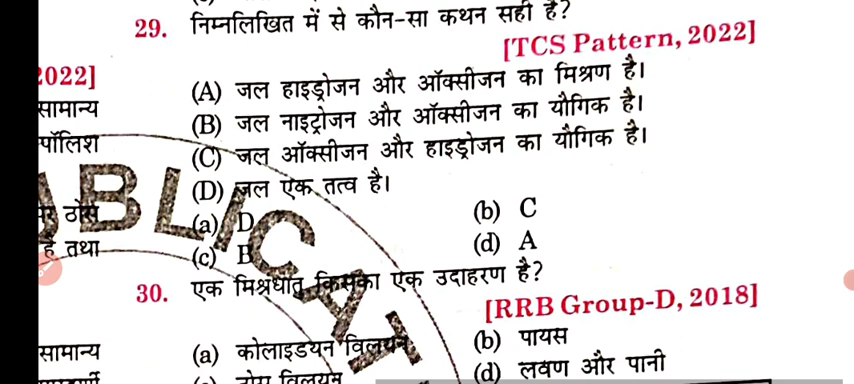 29. निम्नलिखित में से कौन-सा कथन सही है?
[TCS Pattern, 2022]
2022]
(A) जल हाइड्रोजन और ऑक्सीजन का मिश्रण है।
सामान्य
(B) जल नाइट्रोजन और ऑक्सीजन का यौगिक है।
पॉलिश
(C) जल ऑक्सीजन और हाइड्रोजन का यौगिक है।
(D) जल एक तत्व है।
ठोस
(a) D
(b) C
है तथा
(c) B
(d) A
30. एक मिश्रधातु किसका एक उदाहरण है?
[RRB Group-D, 2018]
सामान्य
(a) कोलाइडयन विलयन
(b) पायस
ठोस विलयन
(d) लवण और पानी